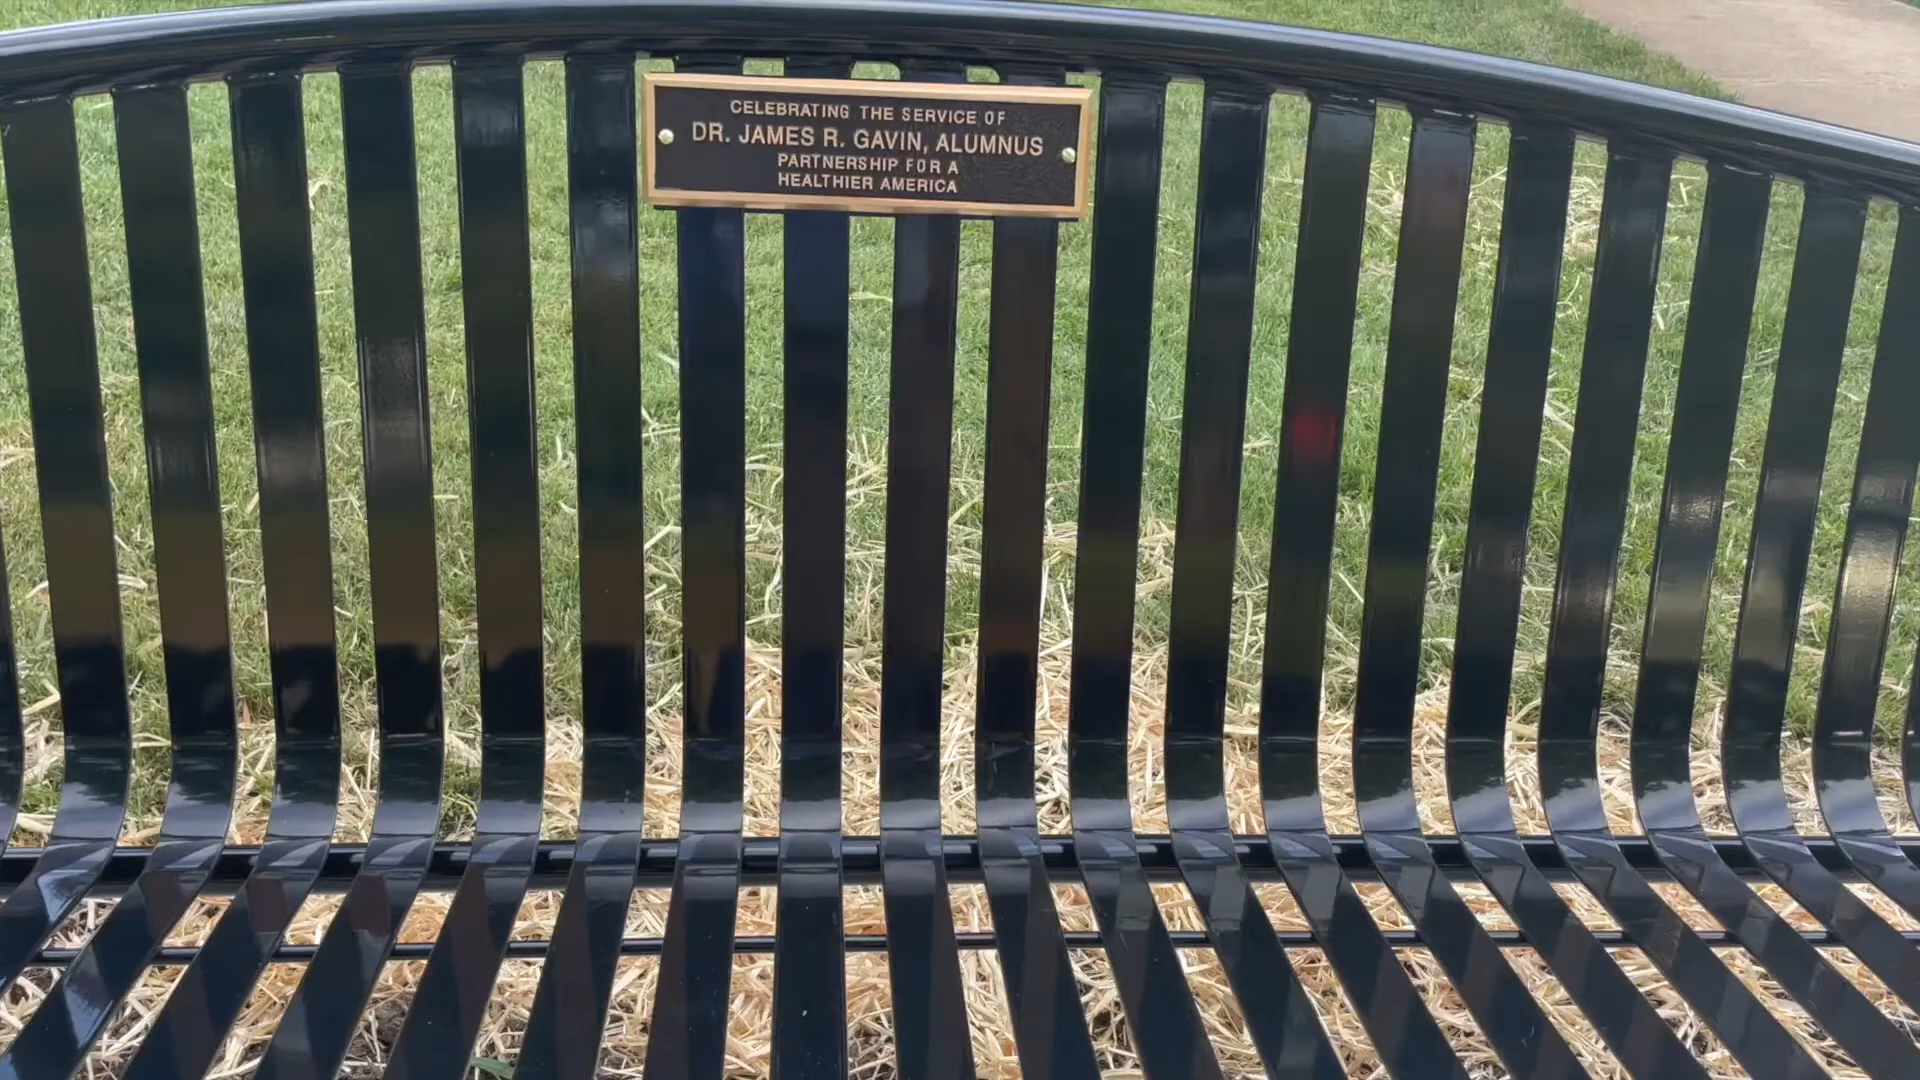 CELEBRATING THE SERVICE OF
DR. JAMES R. GAVIN, ALUMNUS
PARTNERSHIP FOR A
HEALTHIER AMERICA